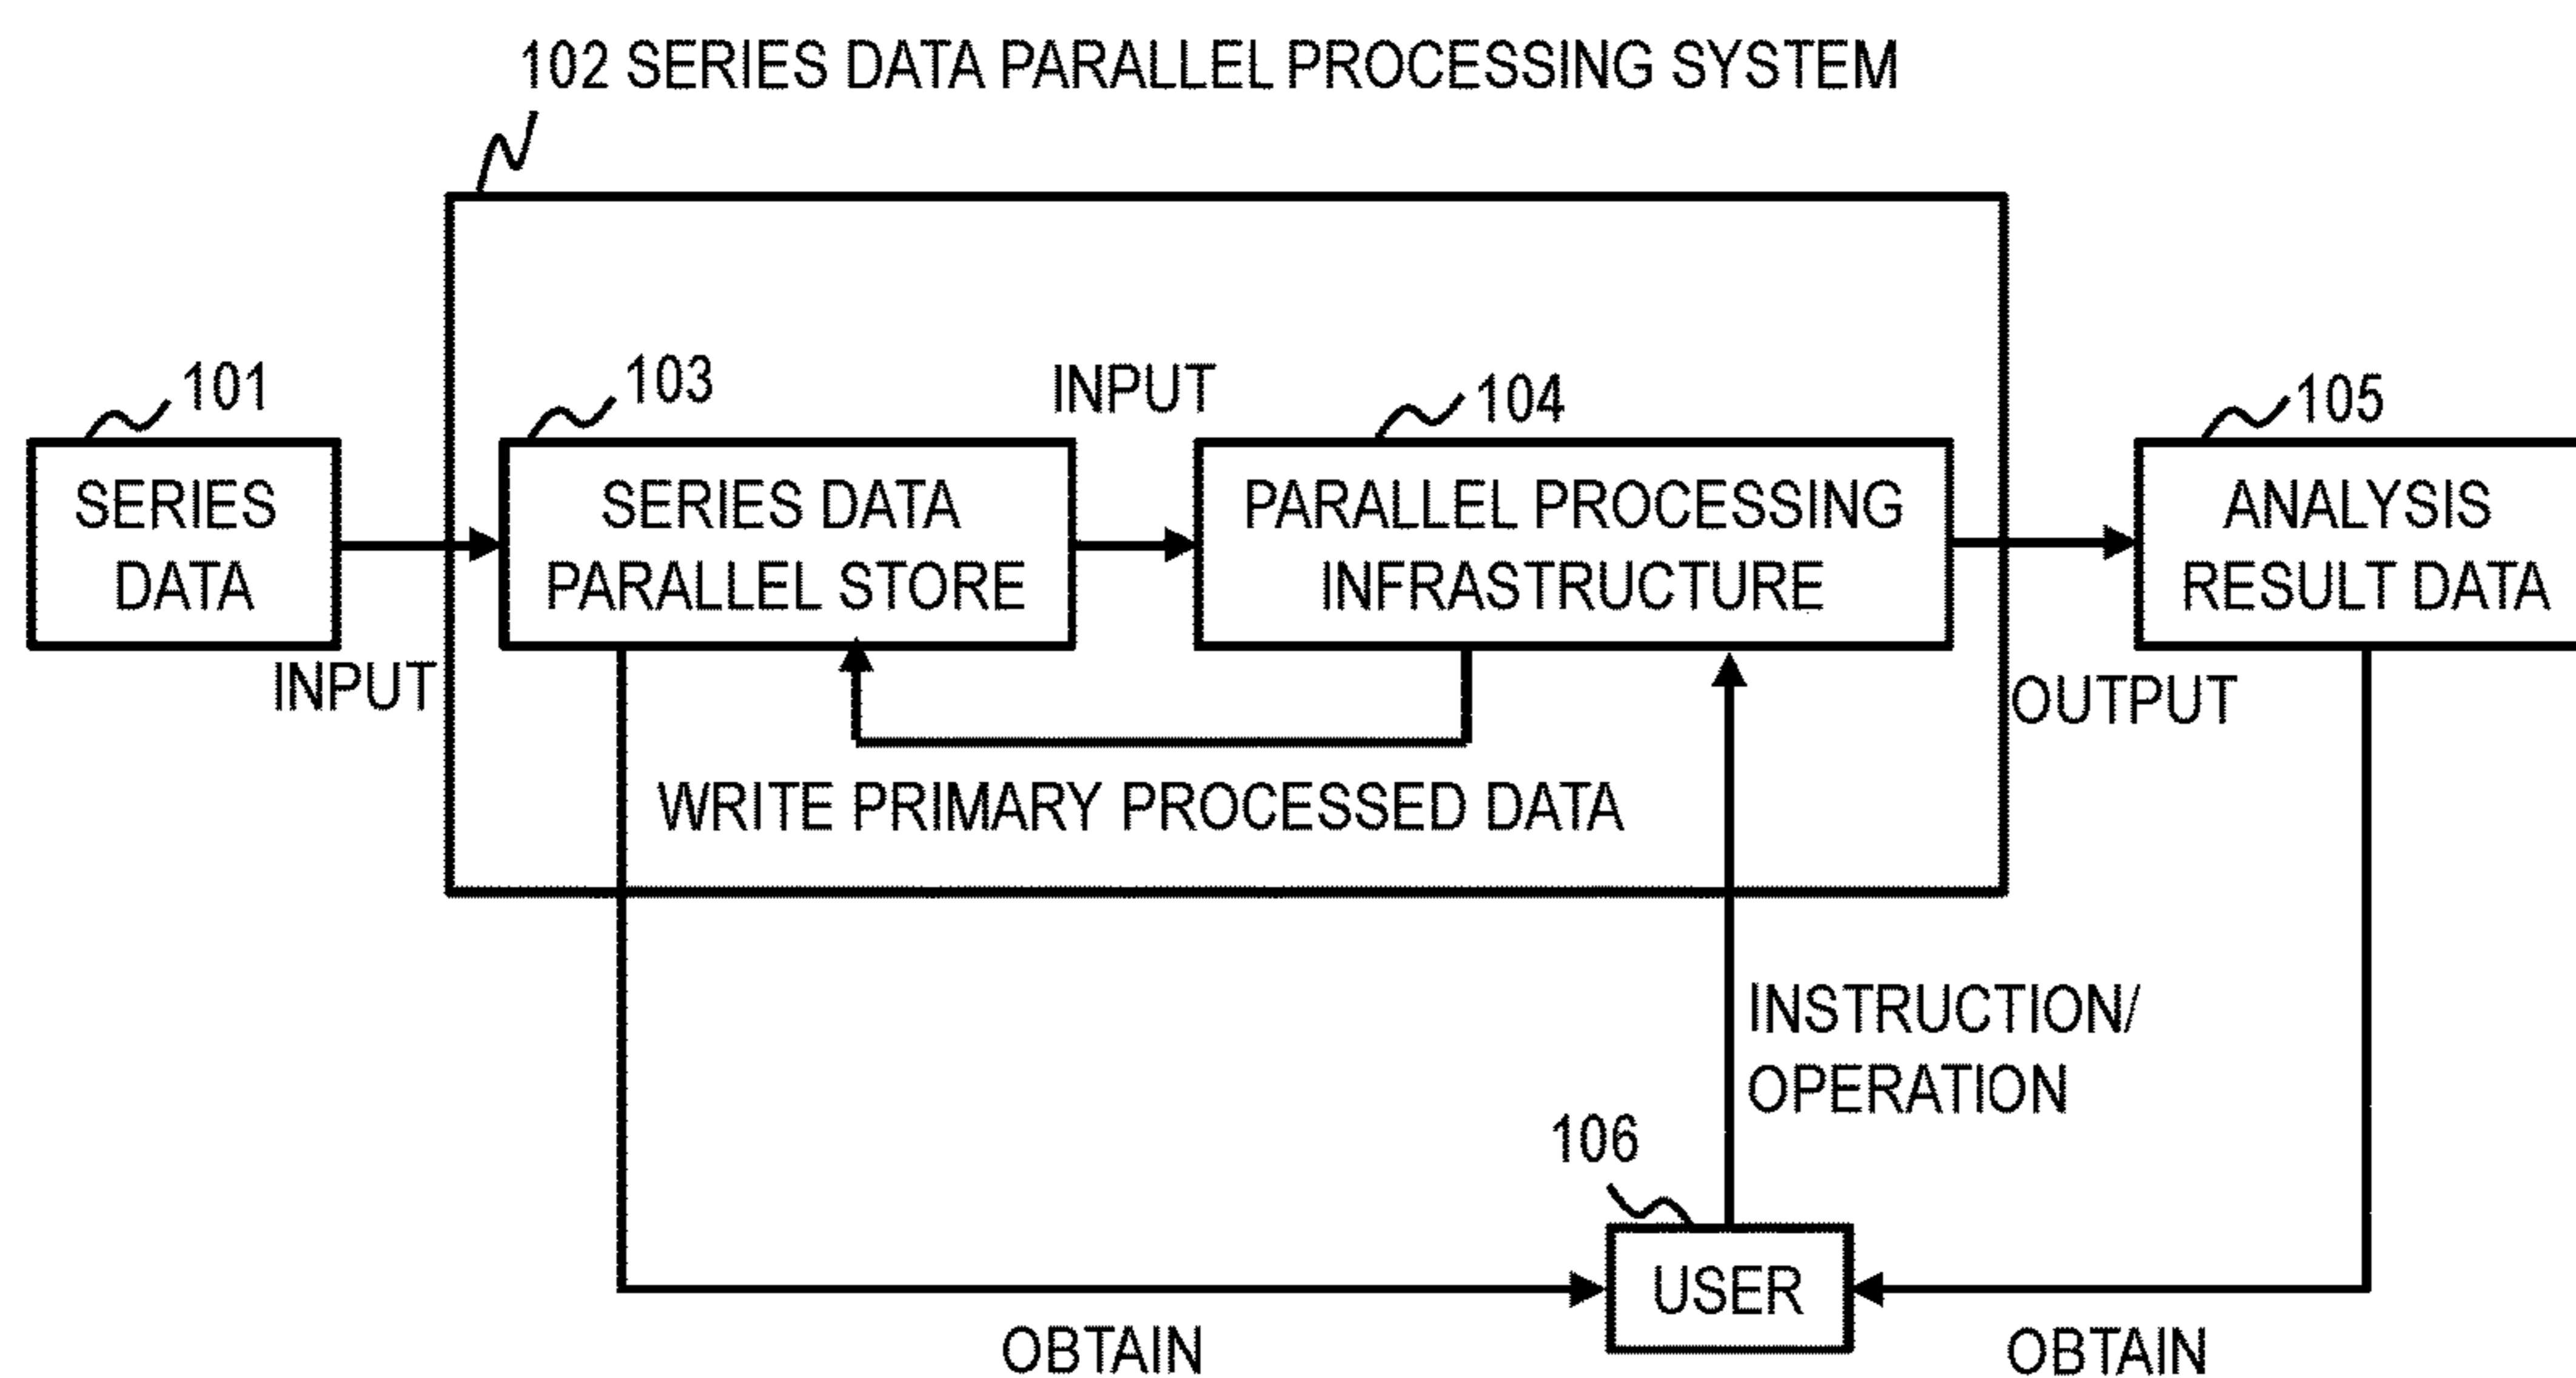 102 SERIES DATA PARALLEL PROCESSING SYSTEM
101
103
INPUT
104
105
SERIES
DATA
SERIES DATA
PARALLEL STORE
PARALLEL PROCESSING
INFRASTRUCTURE
ANALYSIS
RESULT DATA
INPUT
OUTPUT
WRITE PRIMARY PROCESSED DATA
INSTRUCTION/
OPERATION
106
USER
OBTAIN
OBTAIN